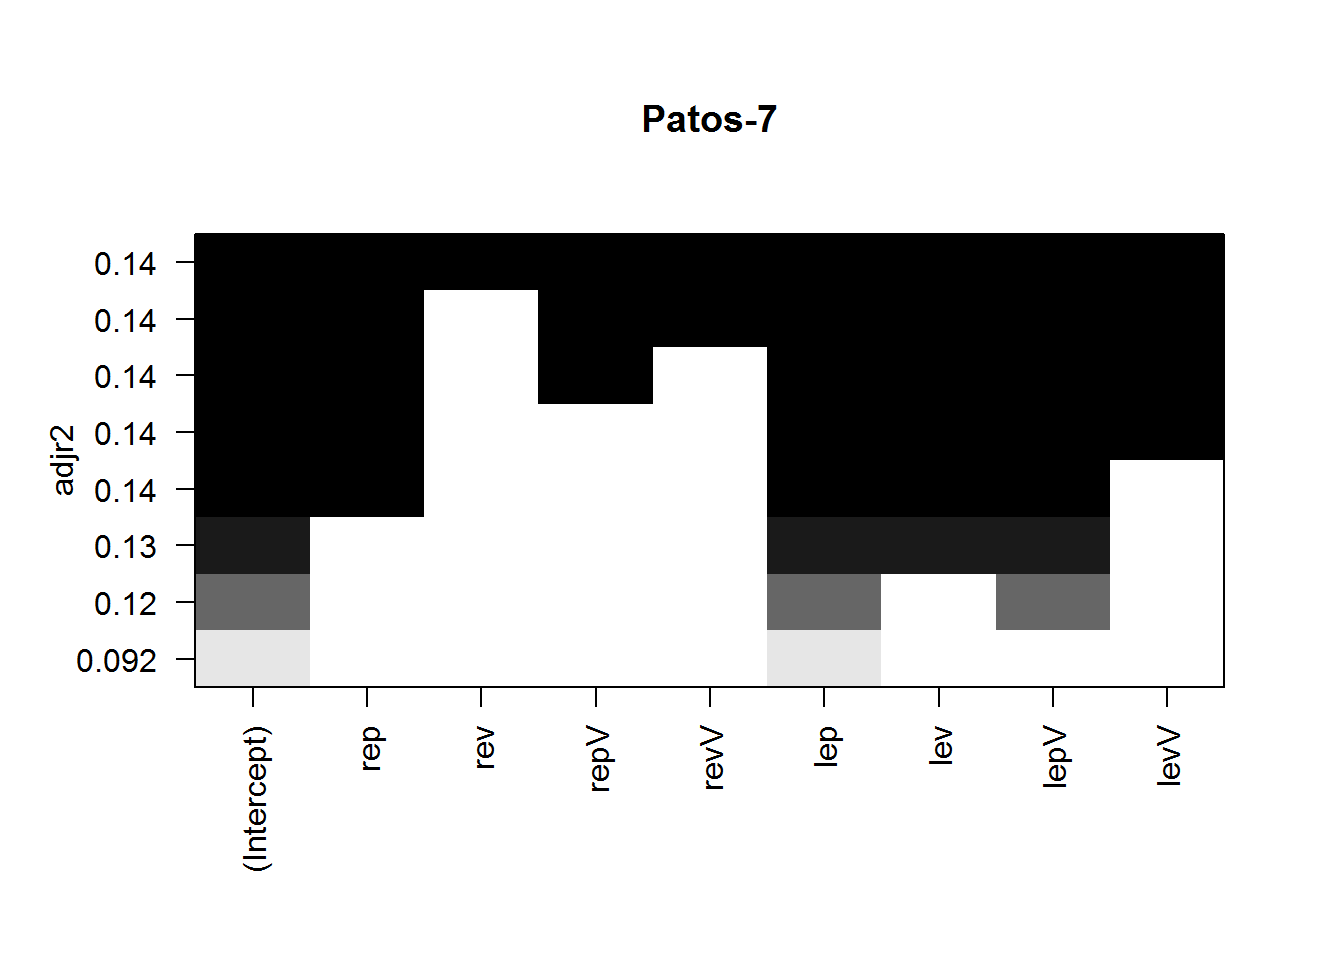 Patos-7
adjr2
0.14
0.14
0.14
0.14
0.14
0.13
0.12
0.092
(Intercept)
rep
rev
repV
revV
lep
lev
lepV
levV